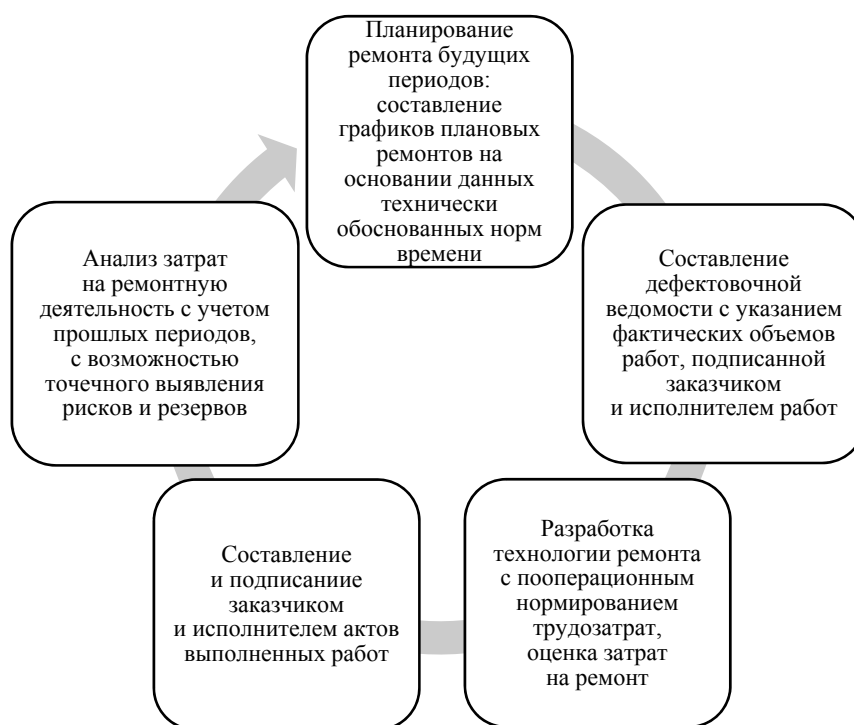 Планирование
ремонта будущих
периодов:
составление
графиков плановых
ремонтов на
основании данных
технически
обоснованных норм
времени
Составление
дефектовочной
ведомости с указанием
фактических объемов
работ, подписанной
заказчиком
и исполнителем работ
Разработка
технологии ремонта
с пооперационным
нормированием
трудозатрат,
оценка затрат
на ремонт
Составление
и подписаниие
заказчиком
и исполнителем актов
выполненных работ
Анализ затрат
на ремонтную
деятельность с учетом
прошлых периодов,
с возможностью
точечного выявления
рисков и резервов